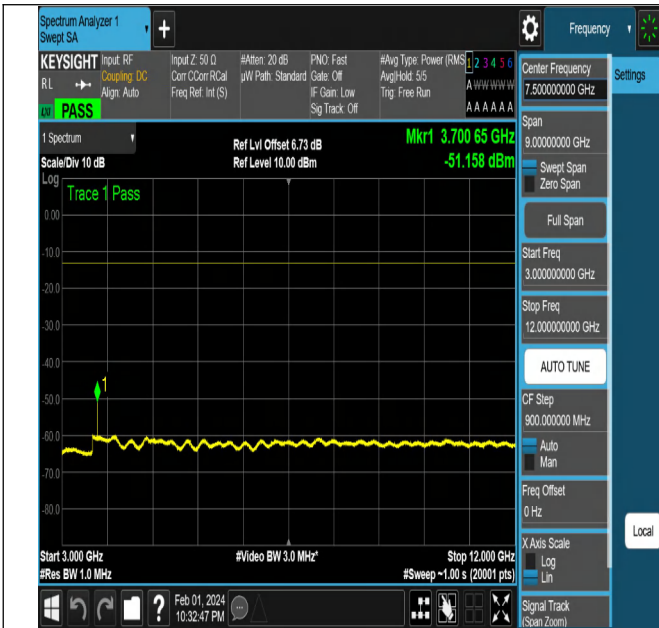 Spectrum Analyzer 1
Swept SA
+
Frequency
KEYSIGHT
RL
LXI
PASS
Input: RF
Coupling: DC
Align: Auto
Input Z: 50 Ω
Corr CCorr RCal
Freq Ref: Int (S)
#Atten: 20 dB
µW Path: Standard
PNO: Fast
Gate: Off
IF Gain: Low
Sig Track: Off
#Avg Type: Power (RMS
Avg|Hold: 5/5
Trig: Free Run
1 2 3 4 5 6
A W W W W W
A A A A A A
1 Spectrum
Scale/Div 10 dB
Ref Lvl Offset 6.73 dB
Ref Level 10.00 dBm
Mkr1 3.700 65 GHz
-51.158 dBm
Log
Trace 1 Pass
0.00
-10.0
-20.0
-30.0
-40.0
1
-50.0
-60.0
-70.0
-80.0
Start 3.000 GHz
#Res BW 1.0 MHz
#Video BW 3.0 MHz*
Stop 12.000 GHz
#Sweep ~1.00 s (20001 pts)
?
Feb 01, 2024
10:32:47 PM
Center Frequency
7.500000000 GHz
Span
9.00000000 GHz
Swept Span
Zero Span
Full Span
Start Freq
3.000000000 GHz
Stop Freq
12.000000000 GHz
AUTO TUNE
CF Step
900.000000 MHz
Auto
Man
Freq Offset
0 Hz
X Axis Scale
Log
Lin
Signal Track
(Span Zoom)
Settings
Local